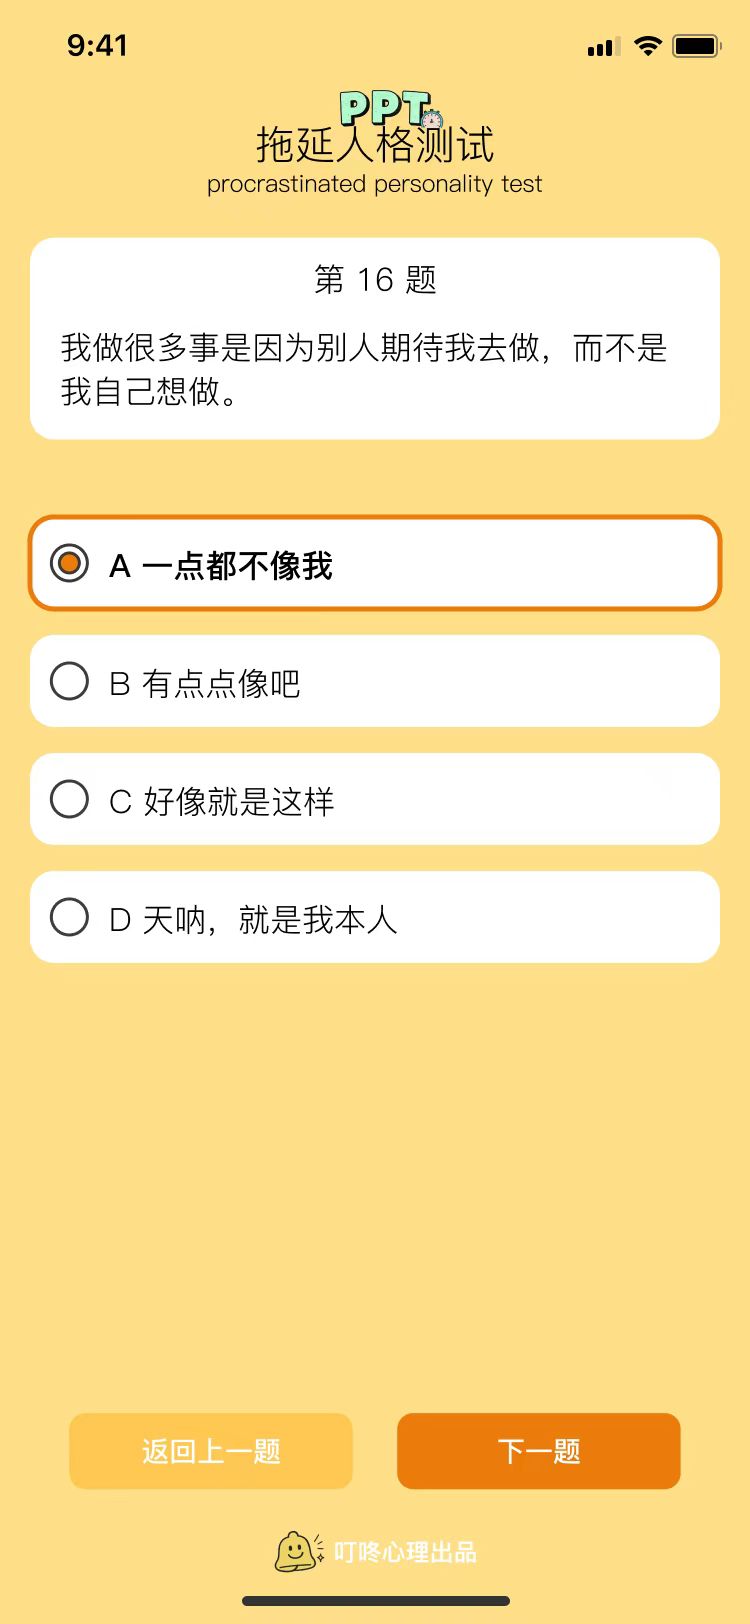 9:41
PPT
拖延人格测试
procrastinated personality test
第 16 题
我做很多事是因为别人期待我去做，而不是
我自己想做。
A 一点都不像我
B 有点点像吧
C 好像就是这样
D 天呐，就是我本人
返回上一题
下一题
叮咚心理出品